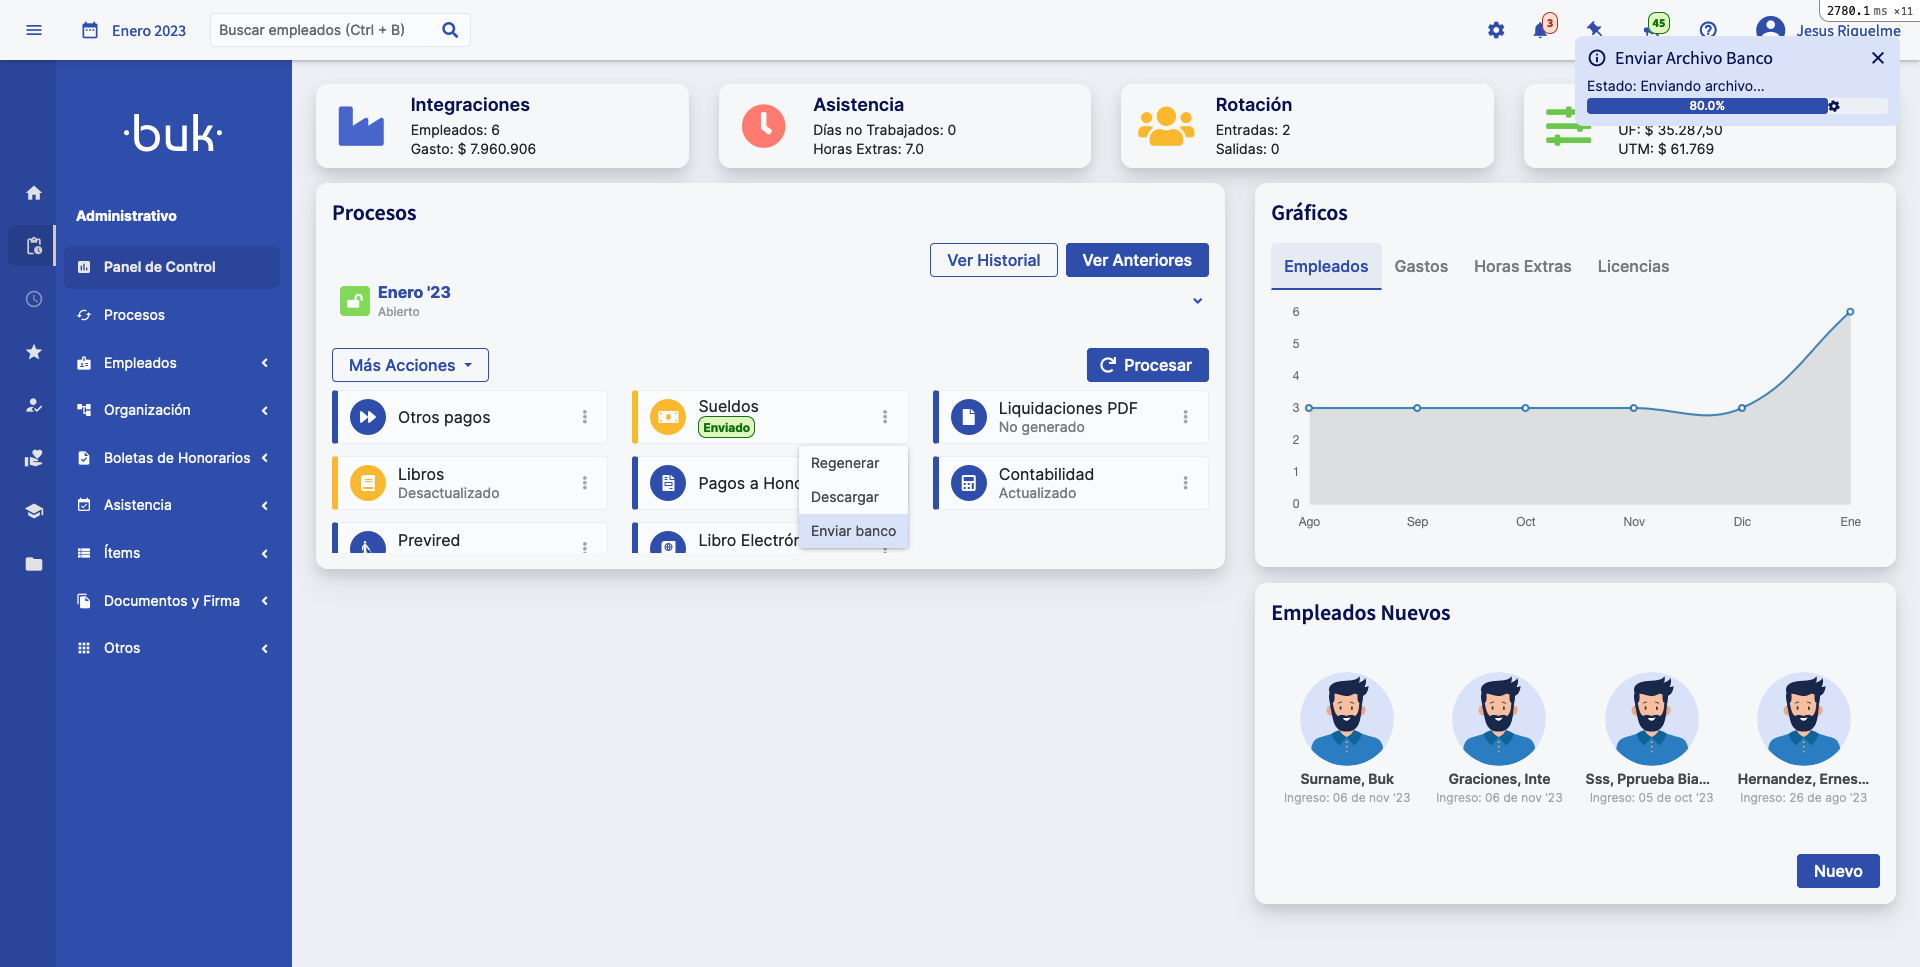 Enero 2023
Buscar empleados (Ctrl + B)
3
45
2780.1 ms ×11
Jesus Riquelme
Enviar Archivo Banco
Estado: Enviando archivo...
80.0%
·buk·
Administrativo
Panel de Control
Procesos
Empleados
Organización
Boletas de Honorarios
Asistencia
Ítems
Documentos y Firma
Otros
Integraciones
Empleados: 6
Gasto: $ 7.960.906
Asistencia
Días no Trabajados: 0
Horas Extras: 7.0
Rotación
Entradas: 2
Salidas: 0
UF: $ 35.287,50
UTM: $ 61.769
Procesos
Ver Historial
Ver Anteriores
Enero '23
Abierto
Más Acciones
Procesar
Otros pagos
Sueldos
Enviado
Liquidaciones PDF
No generado
Libros
Desactualizado
Pagos a Hono
Contabilidad
Actualizado
Previred
Libro Electrón
Regenerar
Descargar
Enviar banco
Gráficos
Empleados
Gastos
Horas Extras
Licencias
6
5
4
3
2
1
0
Ago
Sep
Oct
Nov
Dic
Ene
Empleados Nuevos
Surname, Buk
Ingreso: 06 de nov '23
Graciones, Inte
Ingreso: 06 de nov '23
Sss, Pprueba Bia...
Ingreso: 05 de oct '23
Hernandez, Ernes...
Ingreso: 26 de ago '23
Nuevo